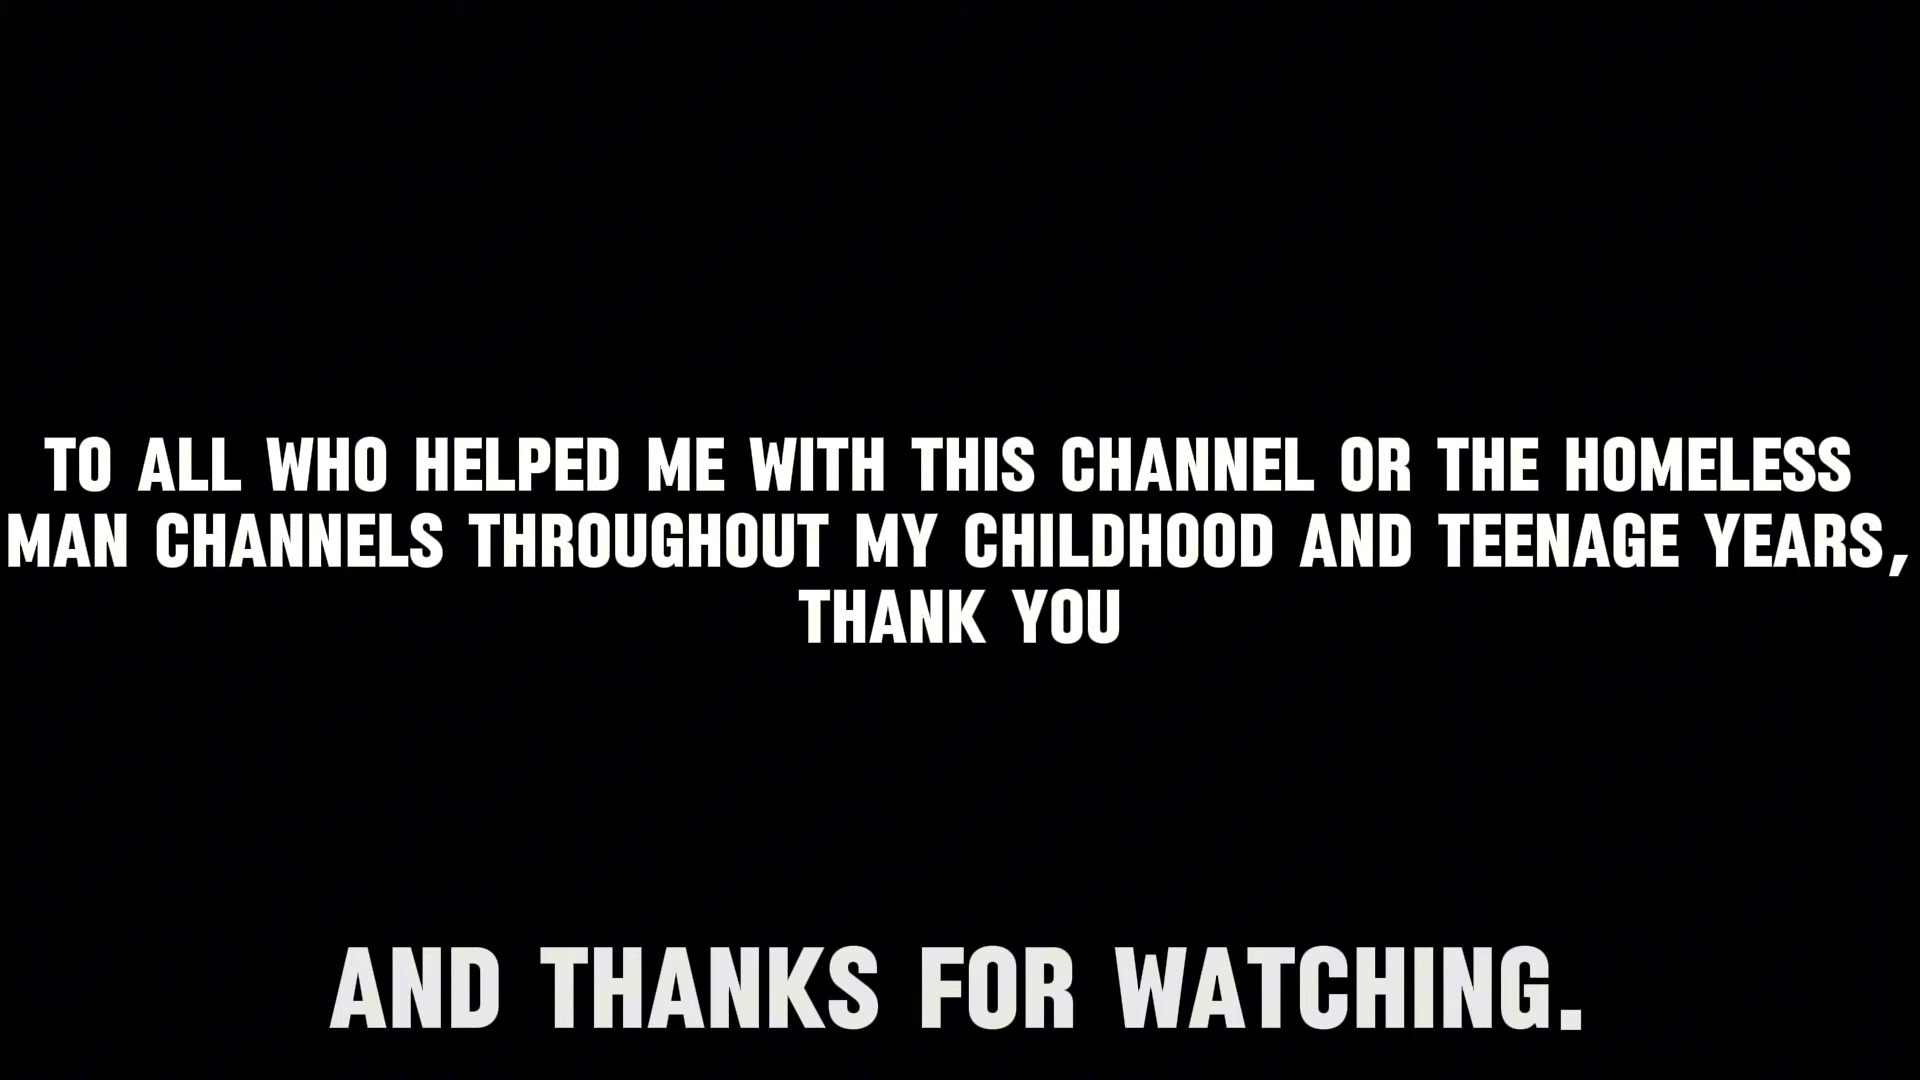 TO ALL WHO HELPED ME WITH THIS CHANNEL OR THE HOMELESS
MAN CHANNELS THROUGHOUT MY CHILDHOOD AND TEENAGE YEARS,
THANK YOU
AND THANKS FOR WATCHING.